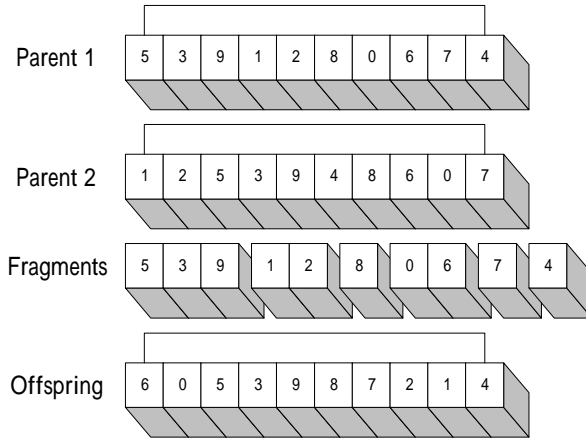 Parent 1 5 3 9 1 2 8 0 6 7 4
Parent 2 1 2 5 3 9 4 8 6 0 7
Fragments 5 3 9 1 2 8 0 6 7 4
Offspring 6 0 5 3 9 8 7 2 1 4